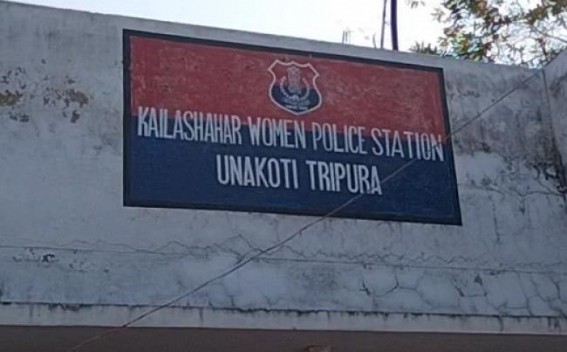 KAILASHAHAR WOMEN POLICE STATION
UNAKOTI TRIPURA